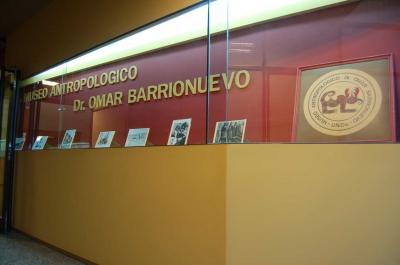 MUSEO ANTROPOLOGICO
Dr. OMAR BARRIONUEVO